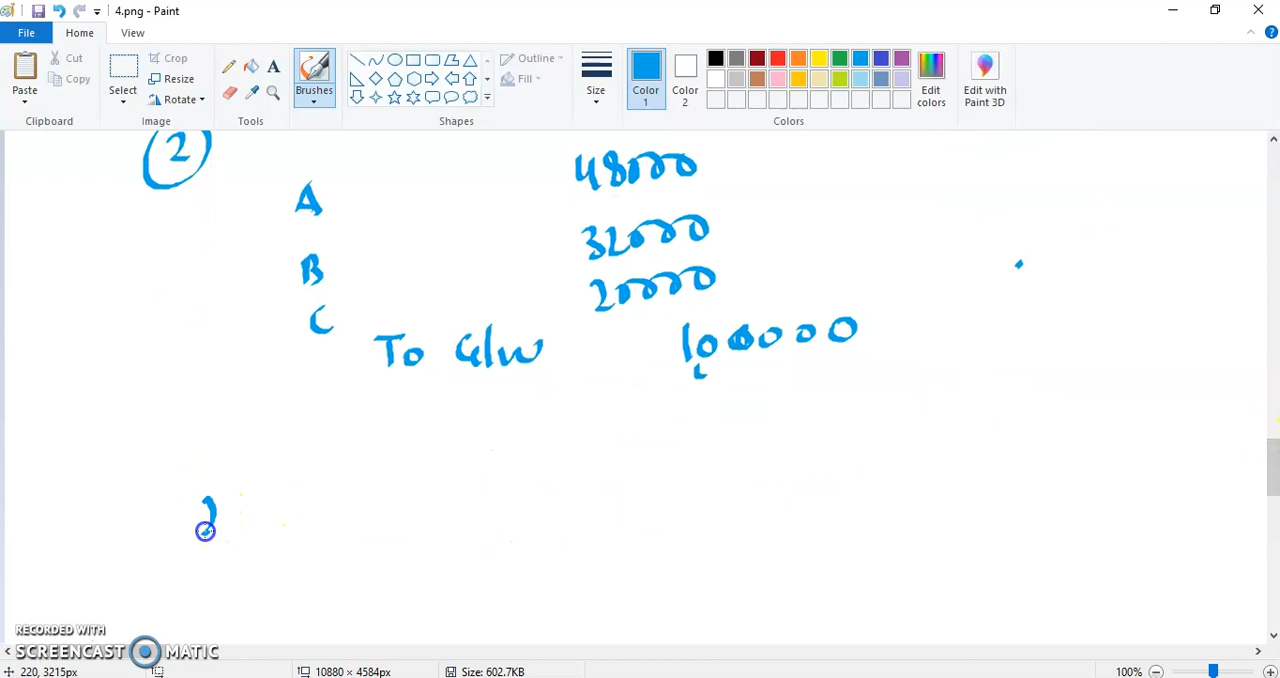 4.png - Paint
File Home View
Paste Cut Copy Select Crop Resize Rotate Brushes Outline Fill Size Color 1 Color 2 Edit colors Edit with Paint 3D
Clipboard Image Tools Shapes Colors
2
A 48000
B 32000
C 20000
To G/w 100000
RECORDED WITH
SCREENCAST MATIC
220, 3215px 10880 × 4584px Size: 602.7KB 100%